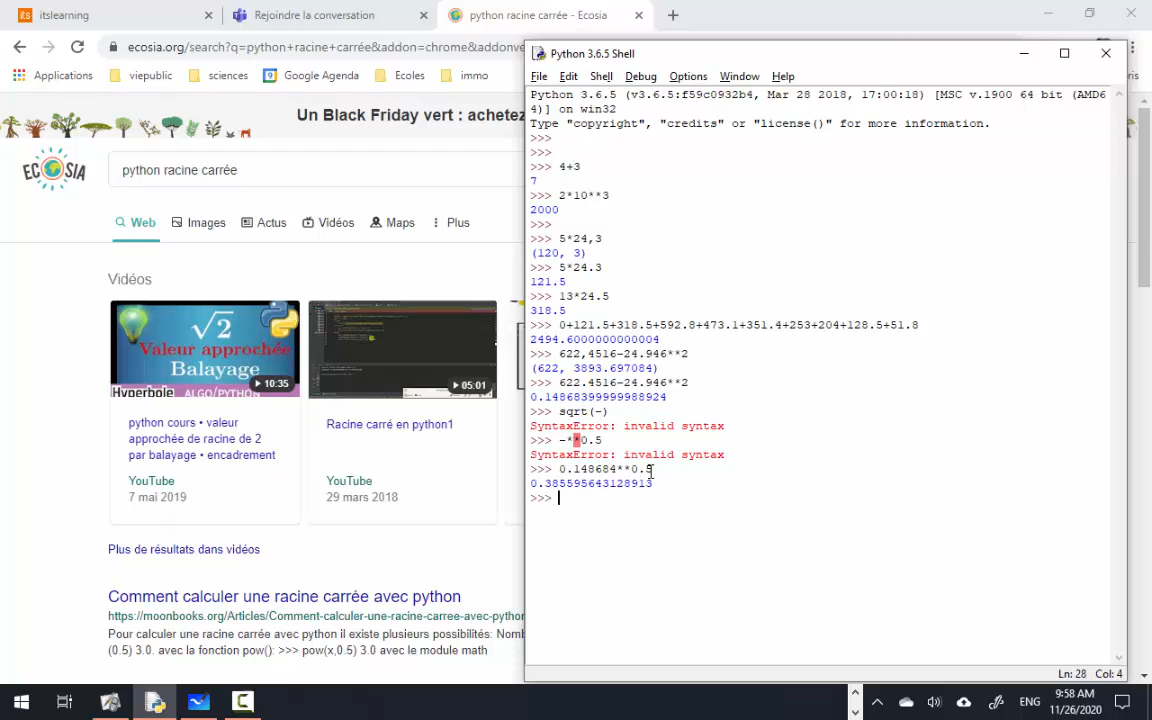 itslearning
Rejoindre la conversation
python racine carrée - Ecosia
ecosia.org/search?q=python+racine+carrée&addon=chrome&addonve
Applications
viepublic
sciences
Google Agenda
Ecoles
immo
Un Black Friday vert : achetez
ECOSIA
python racine carrée
Web
Images
Actus
Vidéos
Maps
Plus
Vidéos
√2
Valeur approchée
Balayage
10:35
Hyperbole
ALGO/PYTHON
05:01
python cours • valeur
approchée de racine de 2
par balayage • encadrement
YouTube
7 mai 2019
Racine carré en python1
YouTube
29 mars 2018
Plus de résultats dans vidéos
Comment calculer une racine carrée avec python
https://moonbooks.org/Articles/Comment-calculer-une-racine-carree-avec-python
Pour calculer une racine carrée avec python il existe plusieurs possibilités: Nomb
(0.5) 3.0. avec la fonction pow(): >>> pow(x,0.5) 3.0 avec le module math
Python 3.6.5 Shell
File Edit Shell Debug Options Window Help
Python 3.6.5 (v3.6.5:f59c0932b4, Mar 28 2018, 17:00:18) [MSC v.1900 64 bit (AMD6
4)] on win32
Type "copyright", "credits" or "license()" for more information.
>>>
>>>
>>> 4+3
7
>>> 2*10**3
2000
>>>
>>> 5*24,3
(120, 3)
>>> 5*24.3
121.5
>>> 13*24.5
318.5
>>> 0+121.5+318.5+592.8+473.1+351.4+253+204+128.5+51.8
2494.6000000000004
>>> 622,4516-24.946**2
(622, 3893.697084)
>>> 622.4516-24.946**2
0.14868399999988924
>>> sqrt(-)
SyntaxError: invalid syntax
>>> -**0.5
SyntaxError: invalid syntax
>>> 0.148684**0.5
0.385595643128913
>>>
Ln: 28 Col: 4
ENG
9:58 AM
11/26/2020